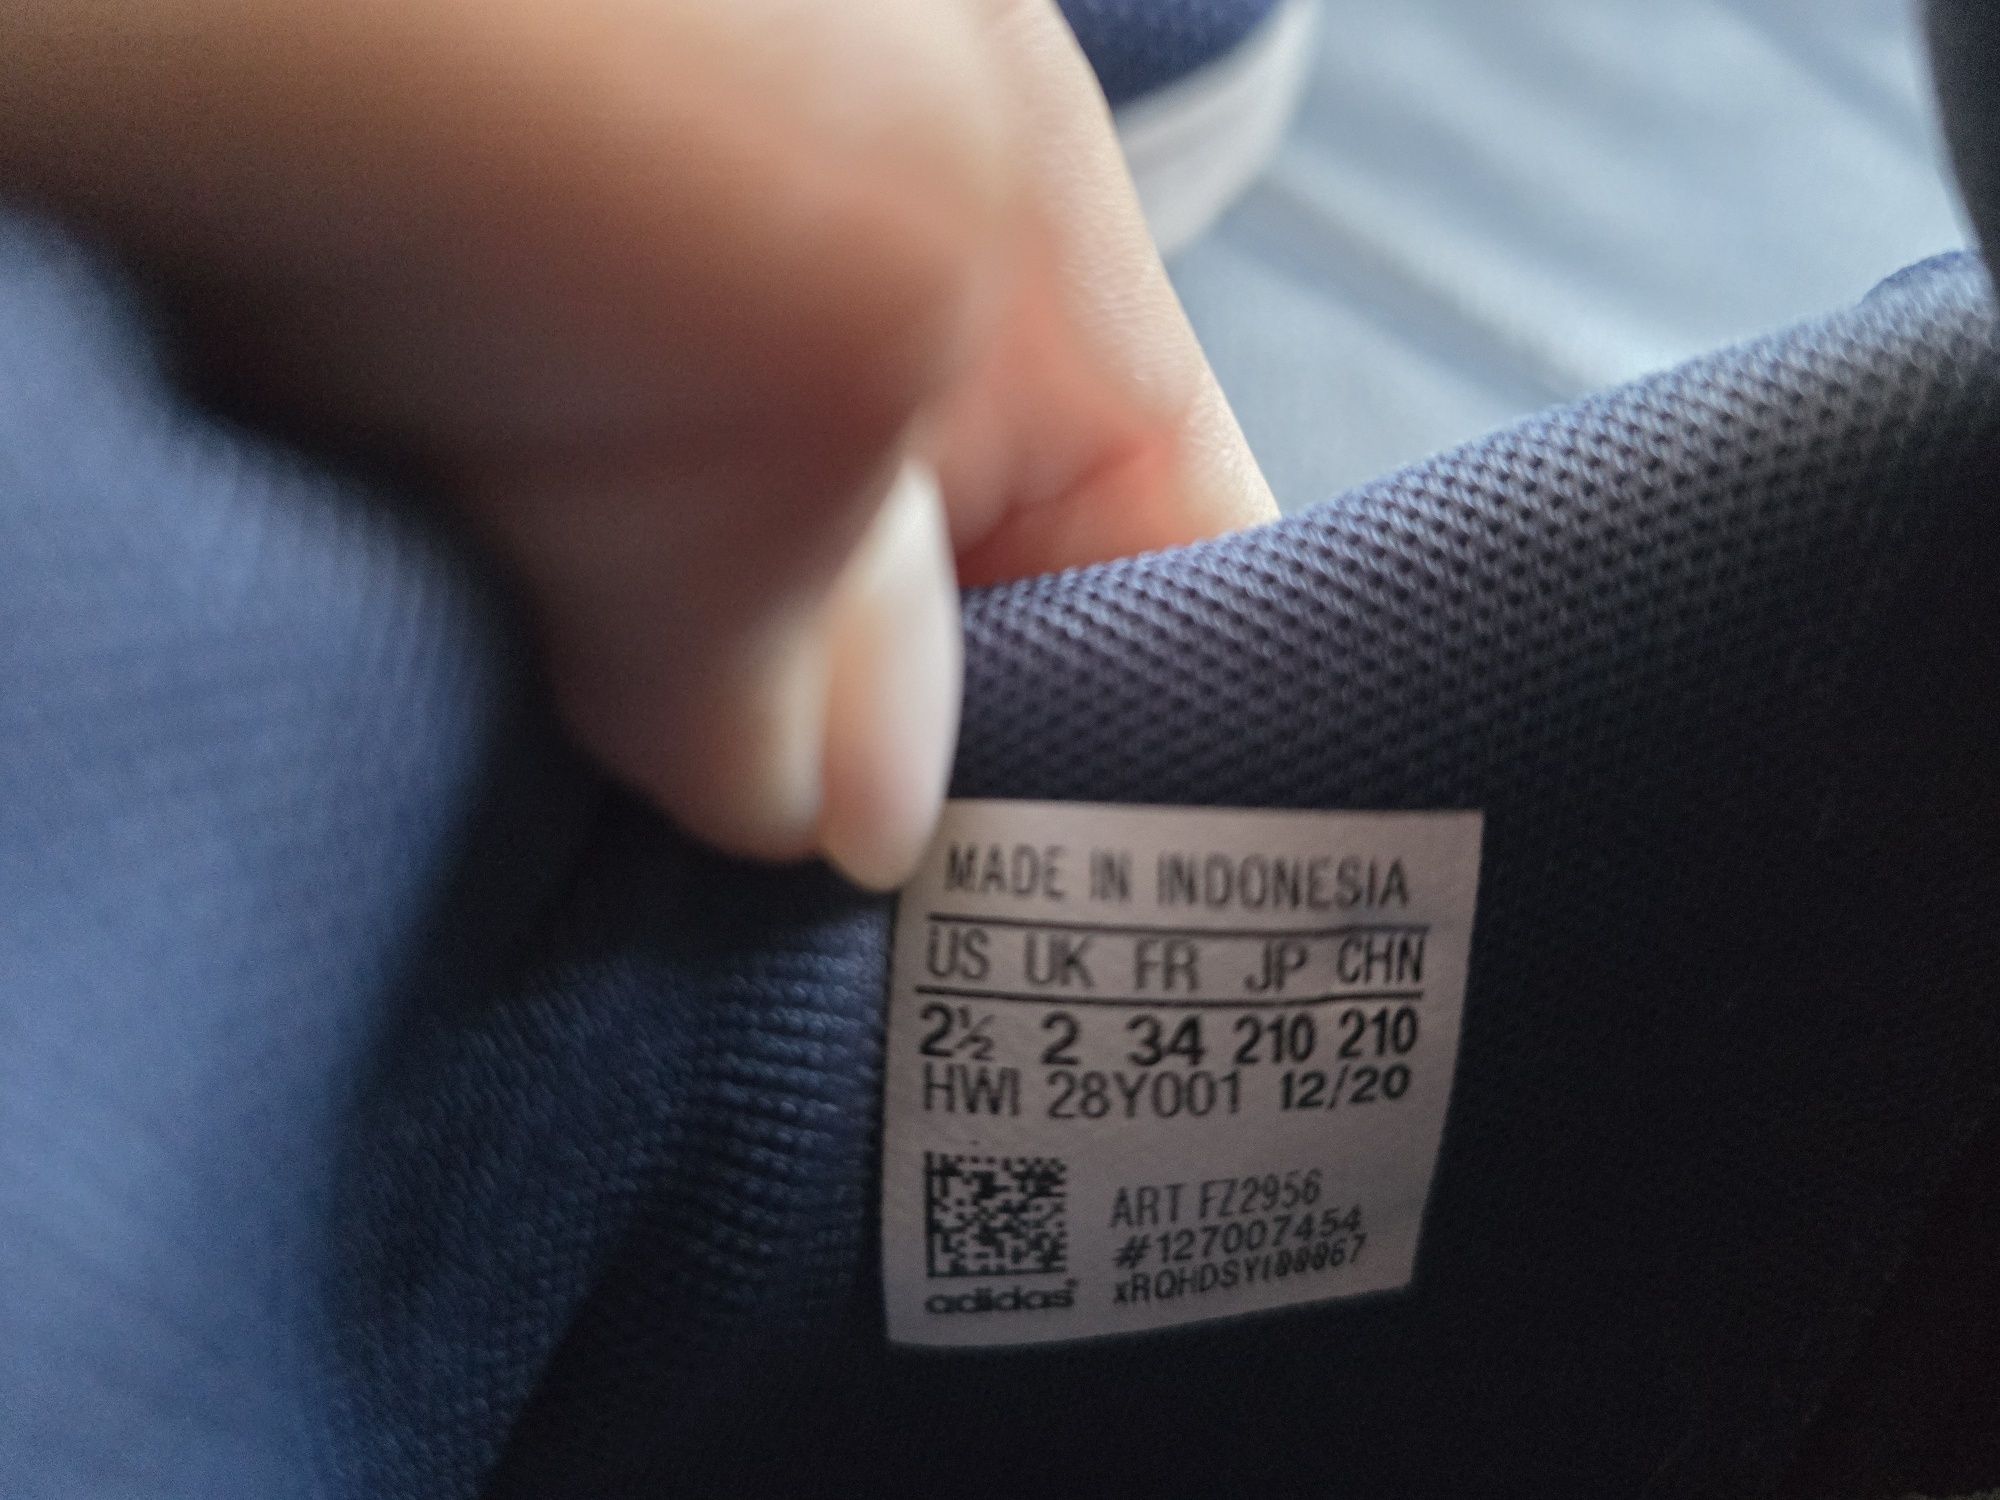 MADE IN INDONESIA
US UK FR JP CHN
2½ 2 34 210 210
HWI 28Y001 12/20
ART FZ2956
#127007454
adidas